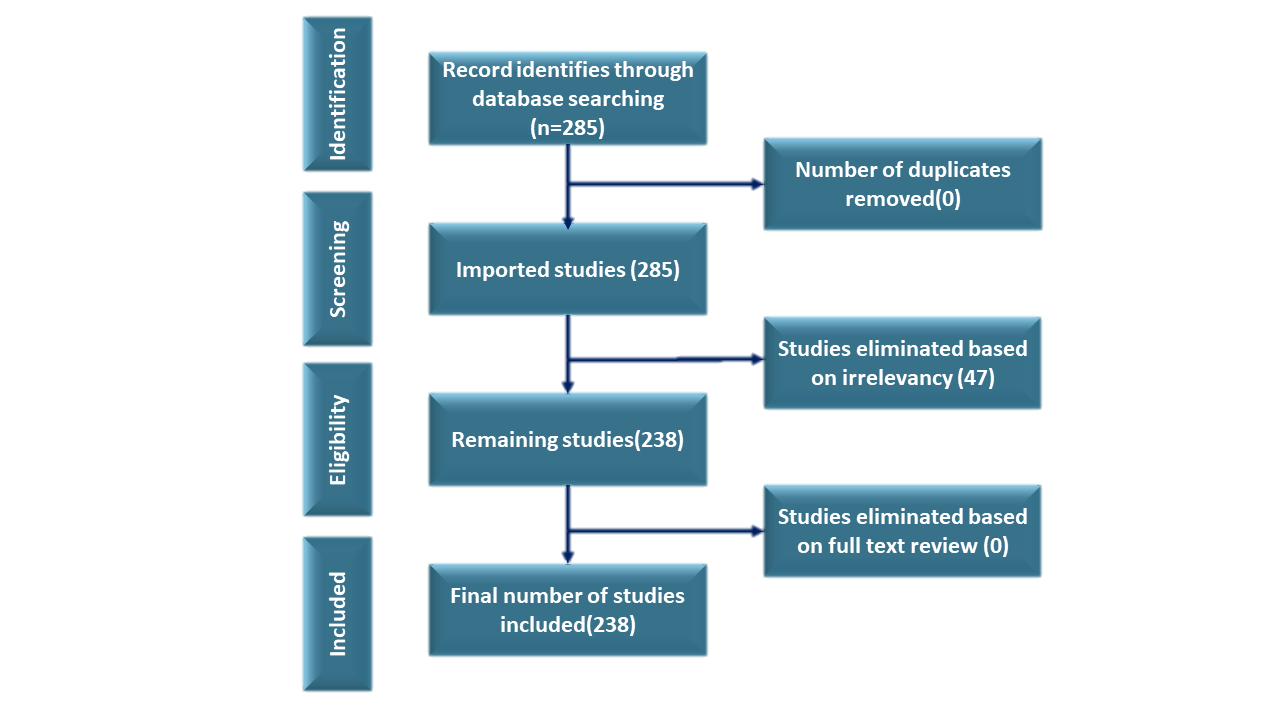 Identification
Record identifies through
database searching
(n=285)
Number of duplicates
removed(0)
Screening
Imported studies (285)
Studies eliminated based
on irrelevancy (47)
Eligibility
Remaining studies(238)
Studies eliminated based
on full text review (0)
Included
Final number of studies
included(238)